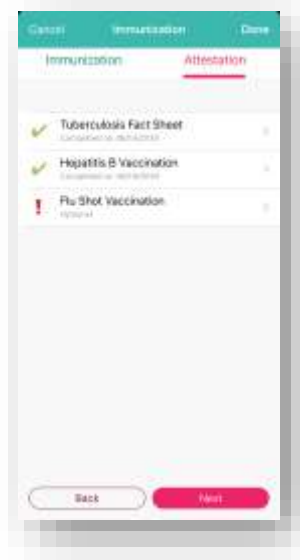 Cancel Immunization Done
Immunization Attestation
Tuberculosis Fact Sheet
Hepatitis B Vaccination
Flu Shot Vaccination
Back Next